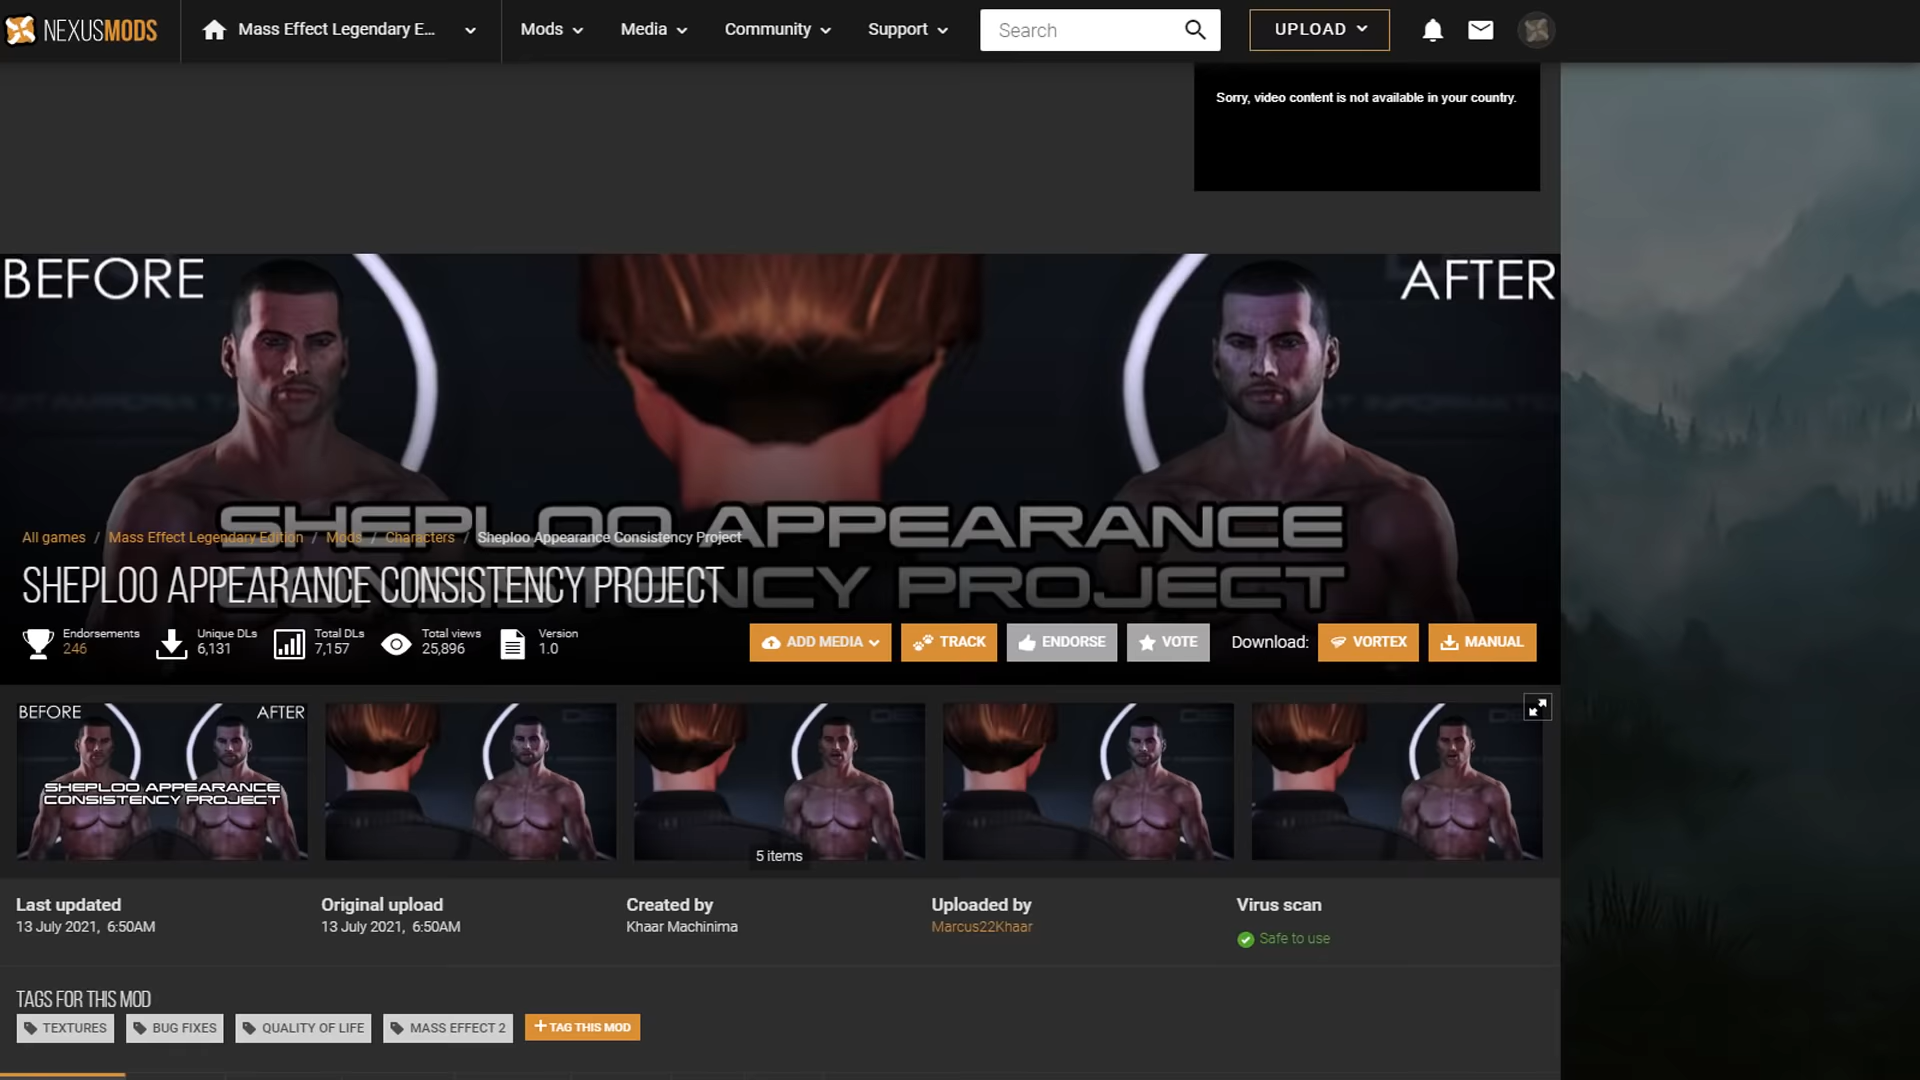 NEXUSMODS
Mass Effect Legendary E...
Mods
Media
Community
Support
Search
UPLOAD
Sorry, video content is not available in your country.
BEFORE
AFTER
SHEPLOO APPEARANCE
CONSISTENCY PROJECT
All games / Mass Effect Legendary Edition / Mods / Characters / Sheploo Appearance Consistency Project
SHEPLOO APPEARANCE CONSISTENCY PROJECT
Endorsements
246
Unique DLs
6,131
Total DLs
7,157
Total views
25,896
Version
1.0
ADD MEDIA
TRACK
ENDORSE
VOTE
Download:
VORTEX
MANUAL
BEFORE
AFTER
SHEPLOO APPEARANCE
CONSISTENCY PROJECT
5 items
Last updated
13 July 2021, 6:50AM
Original upload
13 July 2021, 6:50AM
Created by
Khaar Machinima
Uploaded by
Marcus22Khaar
Virus scan
Safe to use
TAGS FOR THIS MOD
TEXTURES
BUG FIXES
QUALITY OF LIFE
MASS EFFECT 2
+ TAG THIS MOD